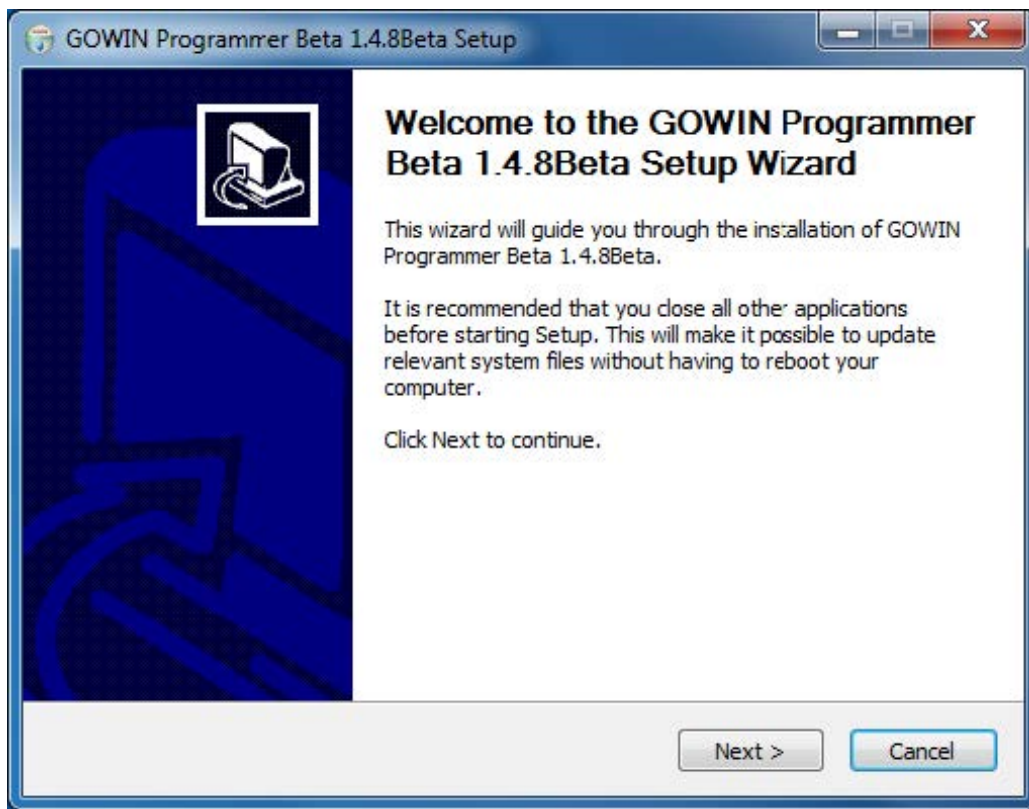 GOWIN Programmer Beta 1.4.8Beta Setup
Welcome to the GOWIN Programmer
Beta 1.4.8Beta Setup Wizard
This wizard will guide you through the installation of GOWIN
Programmer Beta 1.4.8Beta.
It is recommended that you close all other applications
before starting Setup. This will make it possible to update
relevant system files without having to reboot your
computer.
Click Next to continue.
Next >
Cancel